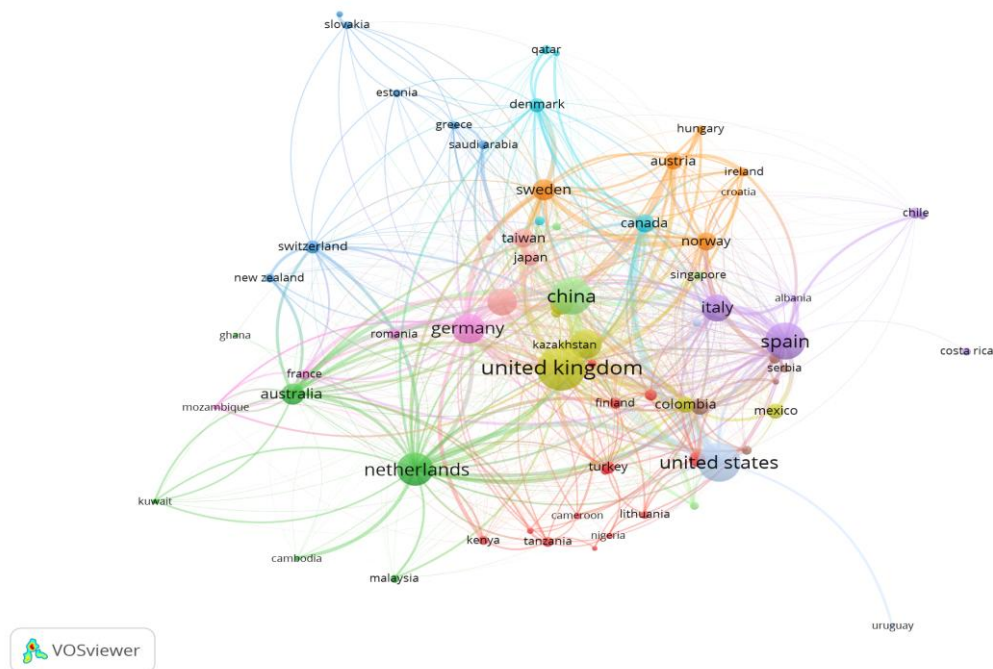 slovakia
qatar
estonia
denmark
greece
hungary
saudi arabia
austria
ireland
sweden
croatia
chile
canada
taiwan
norway
switzerland
japan
singapore
new zealand
china
albania
italy
germany
romania
ghana
spain
kazakhstan
costa rica
united kingdom
serbia
france
australia
finland
colombia
mozambique
mexico
netherlands
united states
turkey
kuwait
cameroon
lithuania
kenya
tanzania
nigeria
cambodia
malaysia
uruguay
VOSviewer